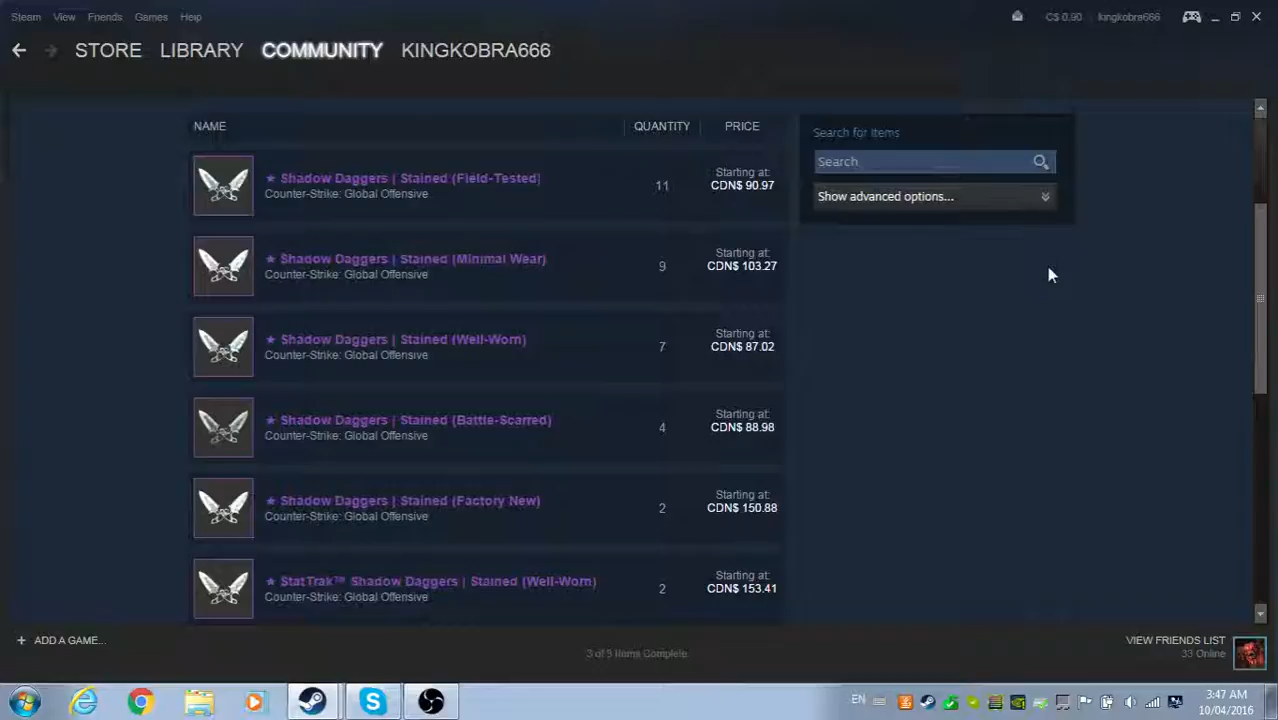 Steam View Friends Games Help
C$ 0.90 kingkobra666
STORE LIBRARY COMMUNITY KINGKOBRA666
NAME QUANTITY PRICE
Search for Items
Search
Show advanced options...
★ Shadow Daggers | Stained (Field-Tested)
Counter-Strike: Global Offensive
11
Starting at:
CDN$ 90.97
★ Shadow Daggers | Stained (Minimal Wear)
Counter-Strike: Global Offensive
9
Starting at:
CDN$ 103.27
★ Shadow Daggers | Stained (Well-Worn)
Counter-Strike: Global Offensive
7
Starting at:
CDN$ 87.02
★ Shadow Daggers | Stained (Battle-Scarred)
Counter-Strike: Global Offensive
4
Starting at:
CDN$ 88.98
★ Shadow Daggers | Stained (Factory New)
Counter-Strike: Global Offensive
2
Starting at:
CDN$ 150.88
★ StatTrak™ Shadow Daggers | Stained (Well-Worn)
Counter-Strike: Global Offensive
2
Starting at:
CDN$ 153.41
+ ADD A GAME...
3 of 9 Items Complete
VIEW FRIENDS LIST
33 Online
EN
3:47 AM
10/04/2016